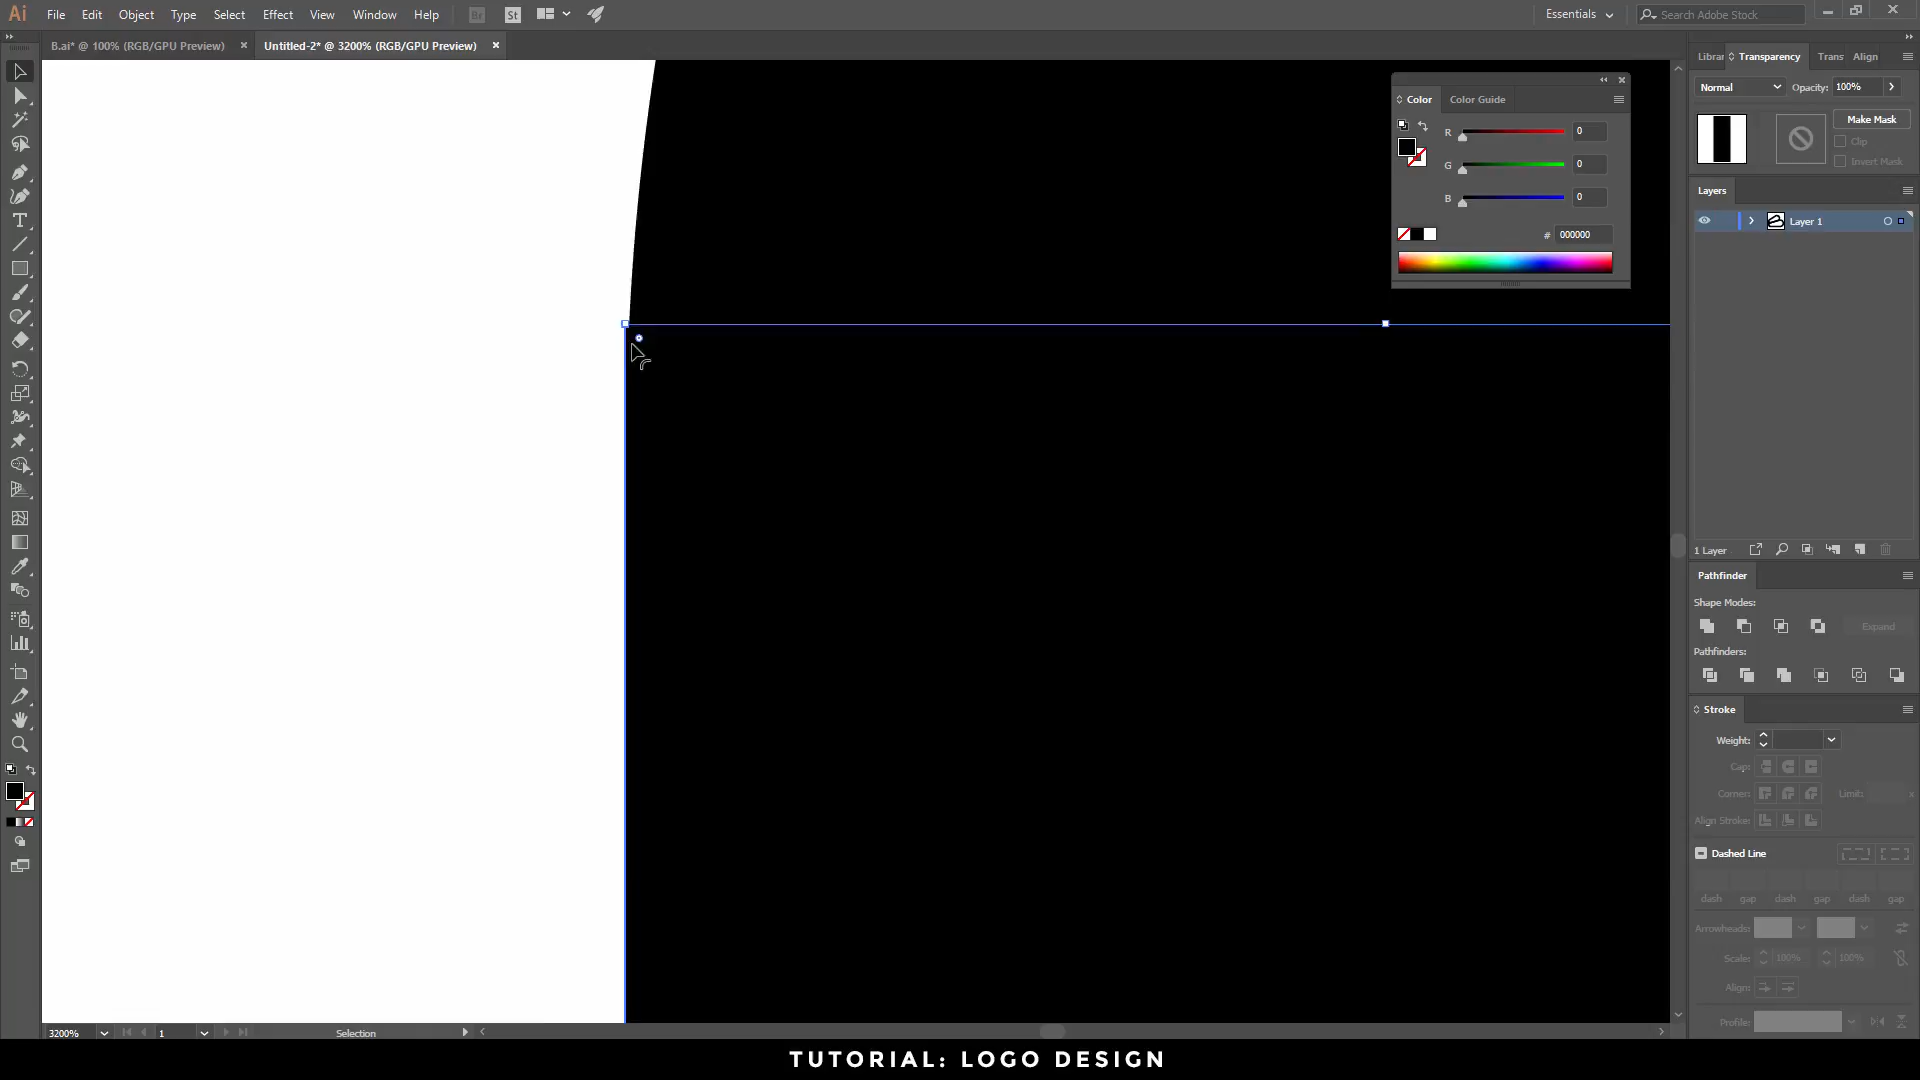 Ai File Edit Object Type Select Effect View Window Help Br St Essentials Search Adobe Stock
B.ai* @ 100% (RGB/GPU Preview) Untitled-2* @ 3200% (RGB/GPU Preview)
Librar Transparency Trans Align
Normal Opacity: 100%
Make Mask
Clip
Invert Mask
Color Color Guide
R 0
G 0
B 0
# 000000
Layers
Layer 1
1 Layer
Pathfinder
Shape Modes:
Expand
Pathfinders:
Stroke
Weight:
Cap:
Corner: Limit: x
Align Stroke:
Dashed Line
dash gap dash gap dash gap
Arrowheads:
Scale: 100% 100%
Align:
Profile:
3200% 1 Selection
TUTORIAL: LOGO DESIGN